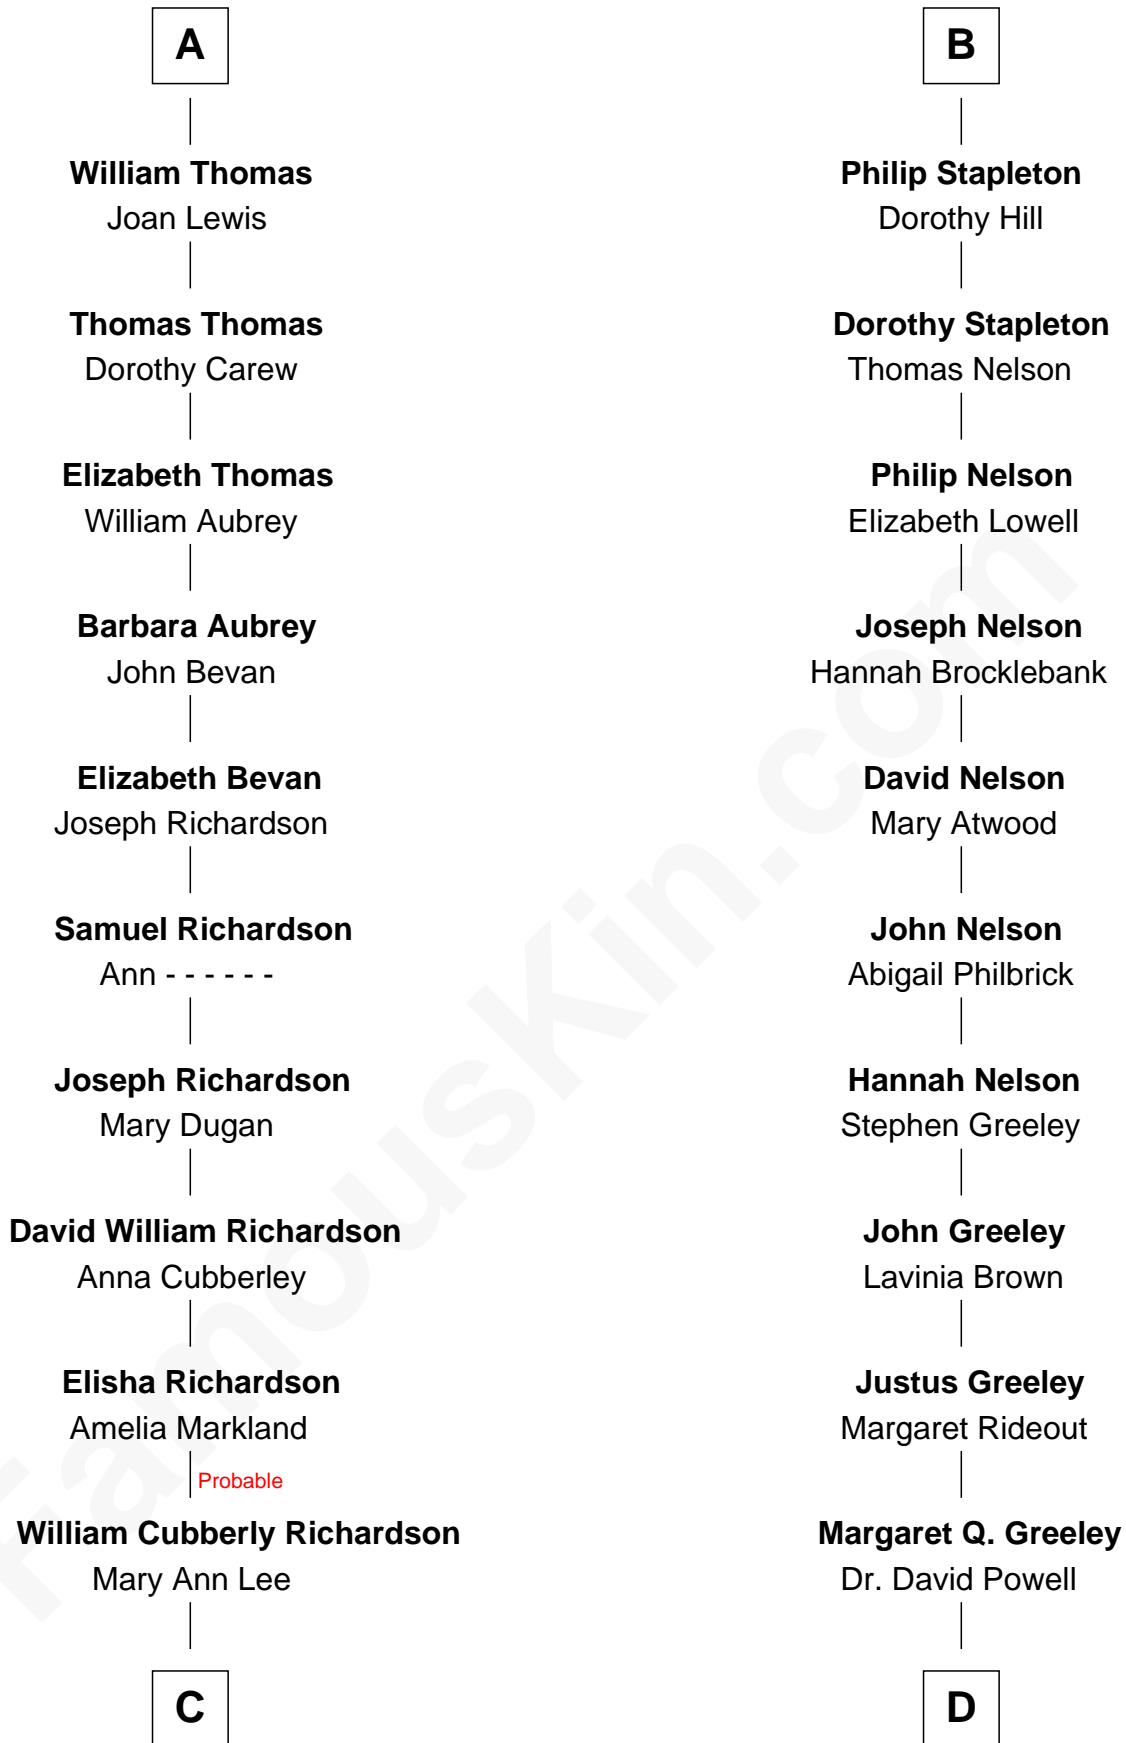 A
William Thomas
Joan Lewis
Thomas Thomas
Dorothy Carew
Elizabeth Thomas
William Aubrey
Barbara Aubrey
John Bevan
Elizabeth Bevan
Joseph Richardson
Samuel Richardson
Ann - - - - - -
Joseph Richardson
Mary Dugan
David William Richardson
Anna Cubberley
Elisha Richardson
Amelia Markland
Probable
William Cubberly Richardson
Mary Ann Lee
C
B
Philip Stapleton
Dorothy Hill
Dorothy Stapleton
Thomas Nelson
Philip Nelson
Elizabeth Lowell
Joseph Nelson
Hannah Brocklebank
David Nelson
Mary Atwood
John Nelson
Abigail Philbrick
Hannah Nelson
Stephen Greeley
John Greeley
Lavinia Brown
Justus Greeley
Margaret Rideout
Margaret Q. Greeley
Dr. David Powell
D
FamousKin.com